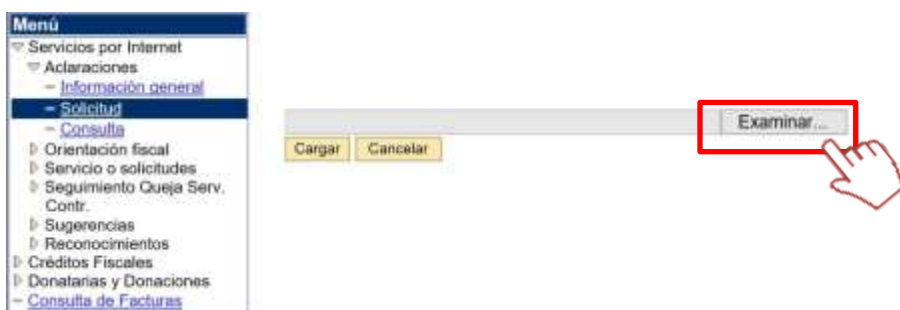 Menú
Servicios por Internet
Aclaraciones
– Información general
– Solicitud
– Consulta
Orientación fiscal
Servicio o solicitudes
Seguimiento Queja Serv.
Contr.
Sugerencias
Reconocimientos
Créditos Fiscales
Donatarias y Donaciones
– Consulta de Facturas
Examinar...
Cargar Cancelar